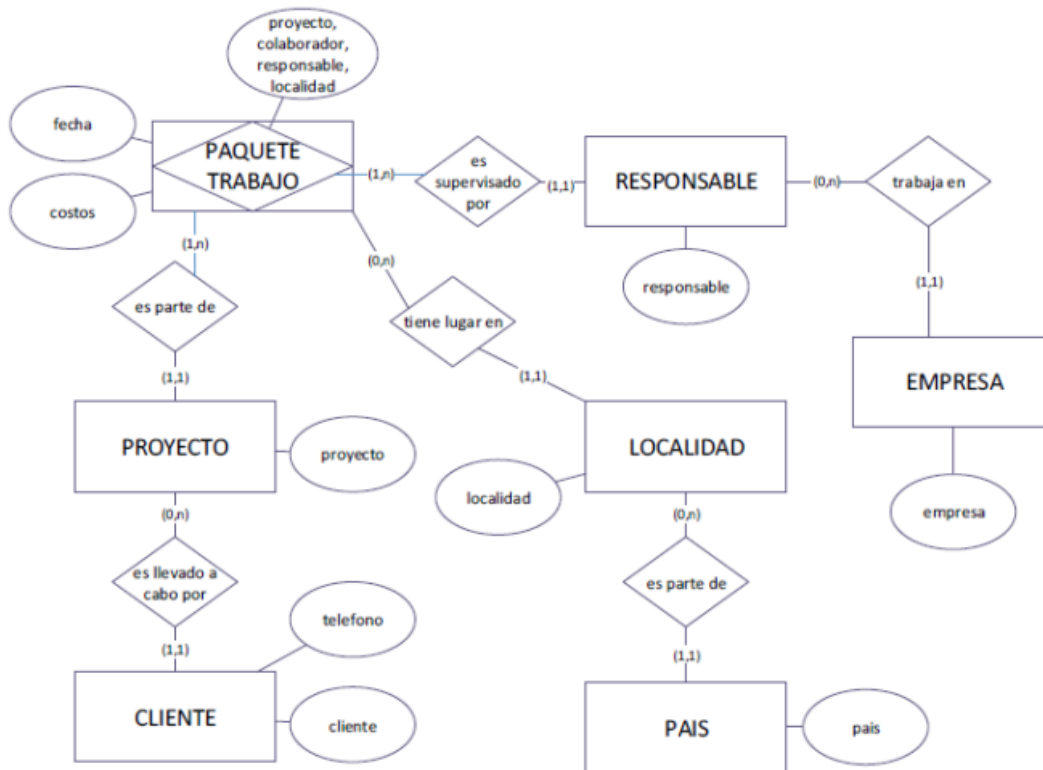 proyecto,
colaborador,
responsable,
localidad
fecha
PAQUETE
TRABAJO
costos
(1,n)
es
supervisado
por
(1,1)
RESPONSABLE
(0,n)
trabaja en
(1,n)
(0,n)
responsable
(1,1)
es parte de
tiene lugar en
(1,1)
(1,1)
EMPRESA
PROYECTO
proyecto
LOCALIDAD
localidad
empresa
(0,n)
(0,n)
es llevado a
cabo por
es parte de
telefono
(1,1)
(1,1)
CLIENTE
cliente
PAIS
pais